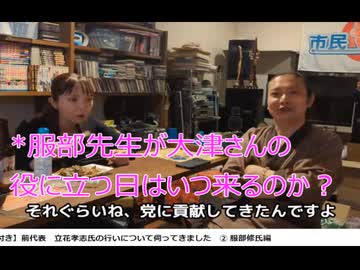 市民
*服部先生が大津さんの
役に立つ日はいつ来るのか？
それぐらいね、党に貢献してきたんですよ
付き】前代表　立花孝志氏の行いについて伺ってきました　② 服部修氏編